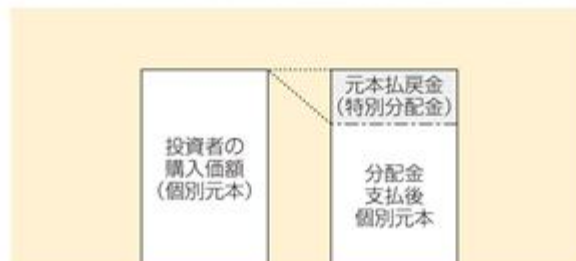 投資者の
購入価額
（個別元本）
元本払戻金
（特別分配金）
分配金
支払後
個別元本